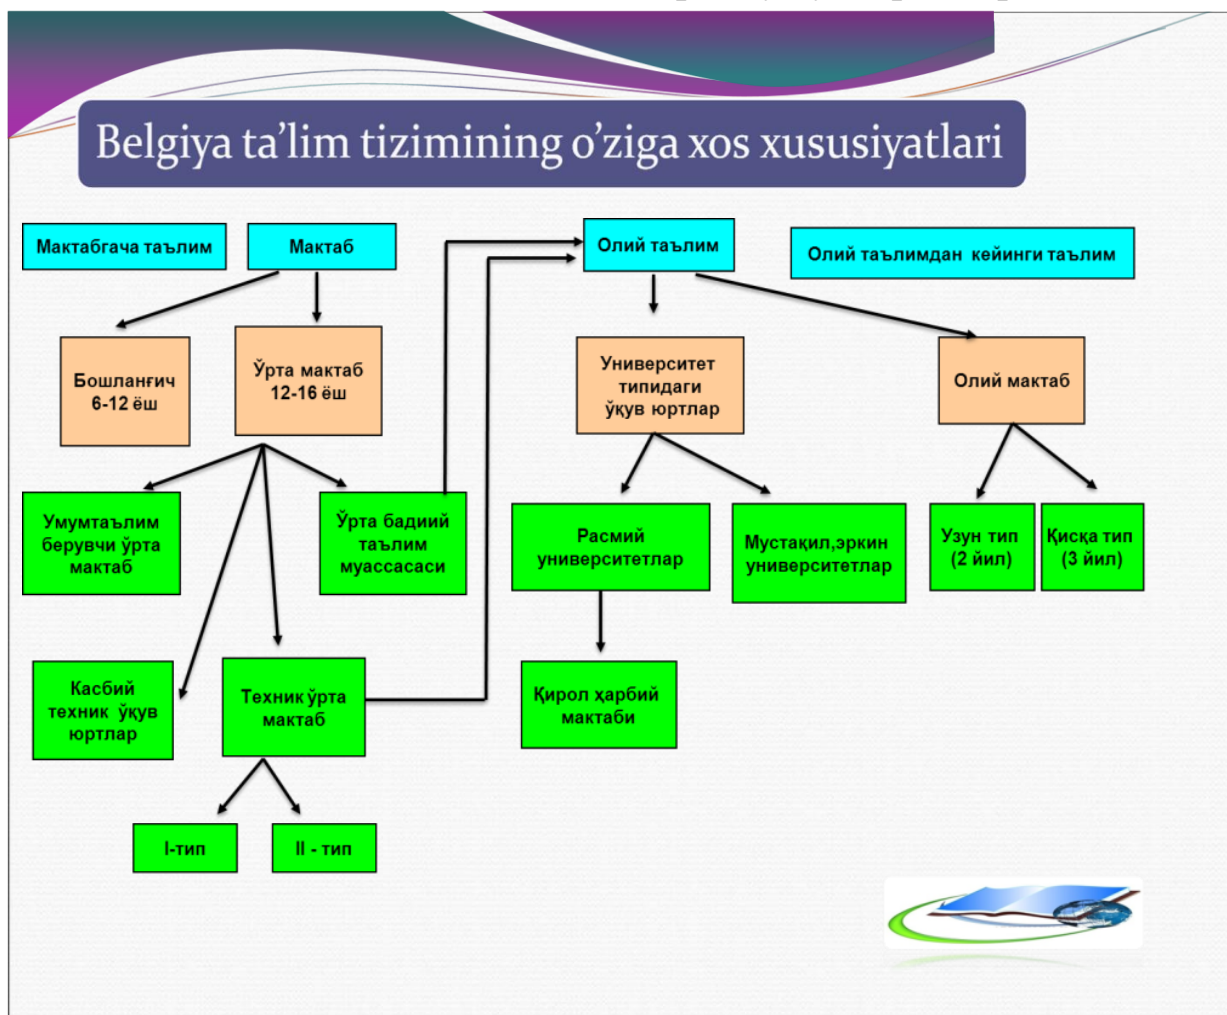 Belgiya ta’lim tizimining o’ziga xos xususiyatlari
Мактабгача таълим
Мактаб
Олий таълим
Олий таълимдан кейинги таълим
Бошланғич
6-12 ёш
Ўрта мактаб
12-16 ёш
Университет
типидаги
ўқув юртлар
Олий мактаб
Умумтаълим
берувчи ўрта
мактаб
Ўрта бадиий
таълим
муассасаси
Расмий
университетлар
Мустақил,эркин
университетлар
Узун тип
(2 йил)
Қисқа тип
(3 йил)
Касбий
техник ўқув
юртлар
Техник ўрта
мактаб
Қирол ҳарбий
мактаби
I-тип
II - тип